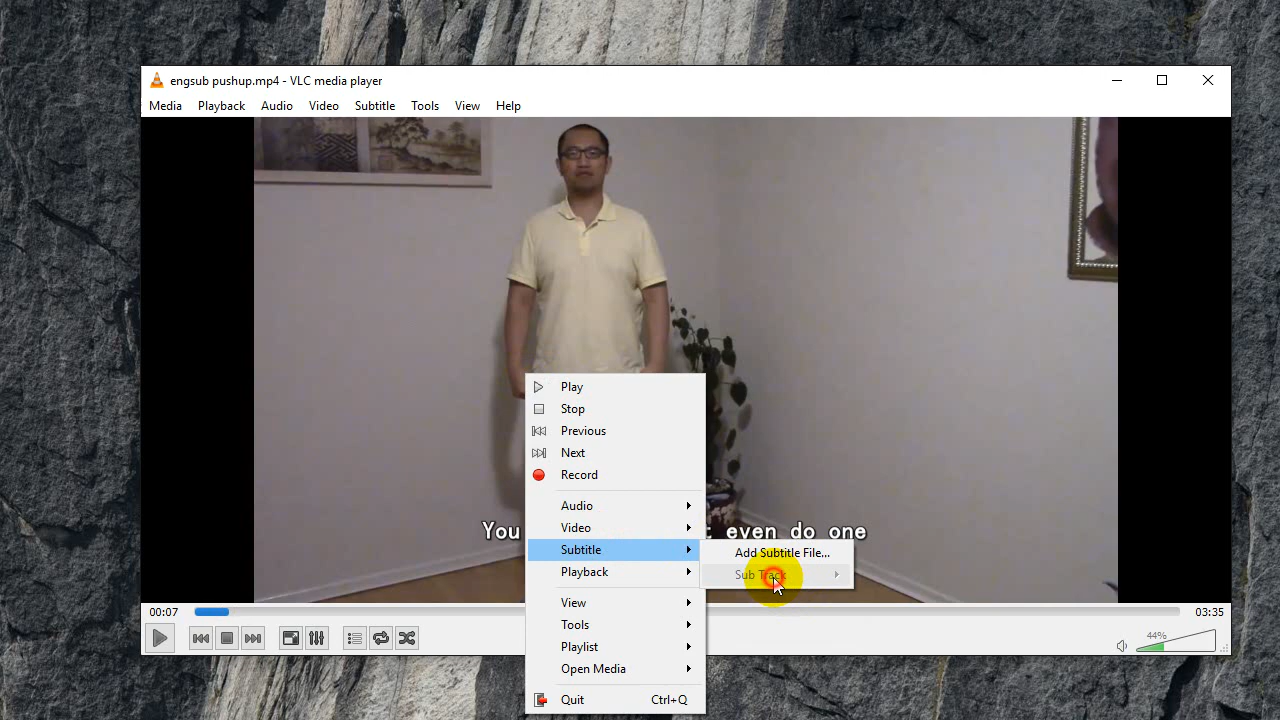 engsub pushup.mp4 - VLC media player
Media Playback Audio Video Subtitle Tools View Help
Play
Stop
Previous
Next
Record
Audio
Video
You even do one
Subtitle
Add Subtitle File...
Sub Track
Playback
View
Tools
Playlist
Open Media
Quit Ctrl+Q
00:07
03:35
44%